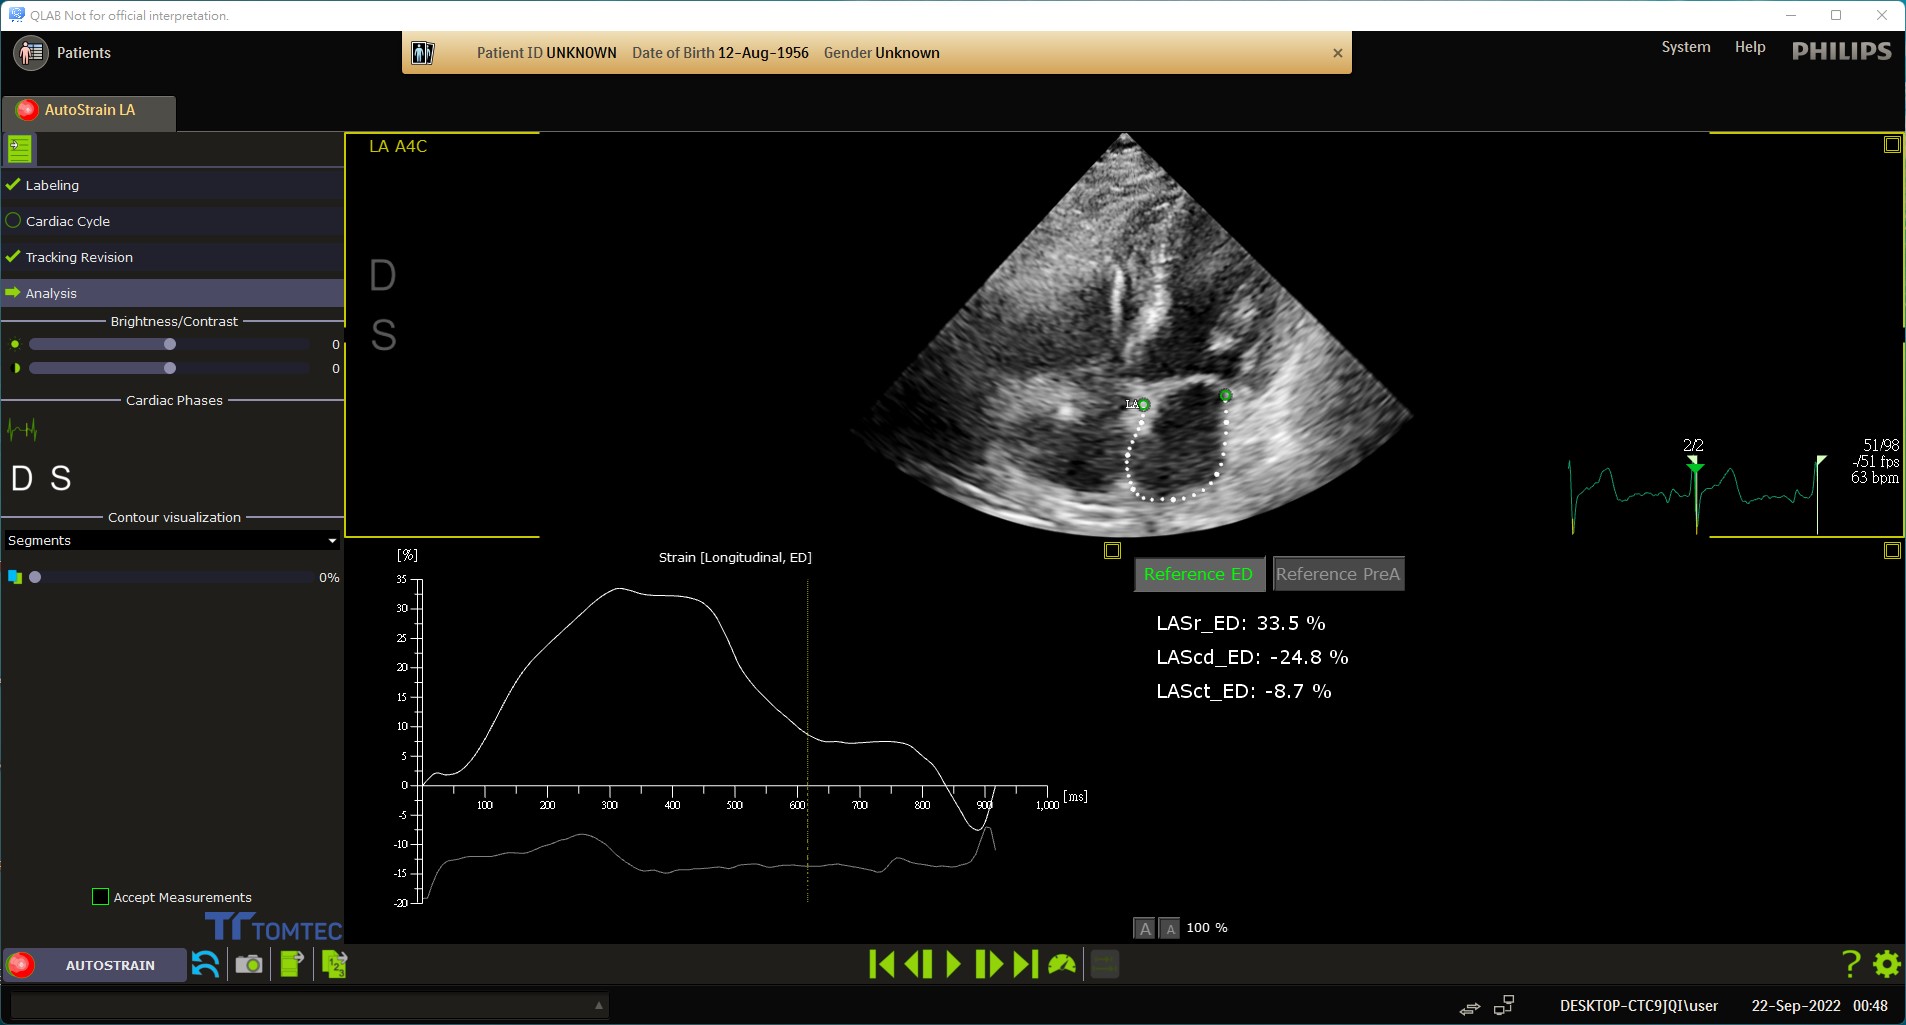 QLAB Not for official interpretation.
Patients
Patient ID UNKNOWN Date of Birth 12-Aug-1956 Gender Unknown
System Help PHILIPS
AutoStrain LA
Labeling
Cardiac Cycle
Tracking Revision
Analysis
Brightness/Contrast
0
0
Cardiac Phases
D S
Contour visualization
Segments
0%
Accept Measurements
TOMTEC
LA A4C
D
S
LA
2/2
51/98
-/51 fps
63 bpm
[%]
Strain [Longitudinal, ED]
35
30
25
20
15
10
5
0
-5
-10
-15
-20
100 200 300 400 500 600 700 800 900 1,000 [ms]
Reference ED Reference PreA
LASr_ED: 33.5 %
LAScd_ED: -24.8 %
LASct_ED: -8.7 %
A A 100 %
AUTOSTRAIN
123
?
DESKTOP-CTC9JQI\user 22-Sep-2022 00:48